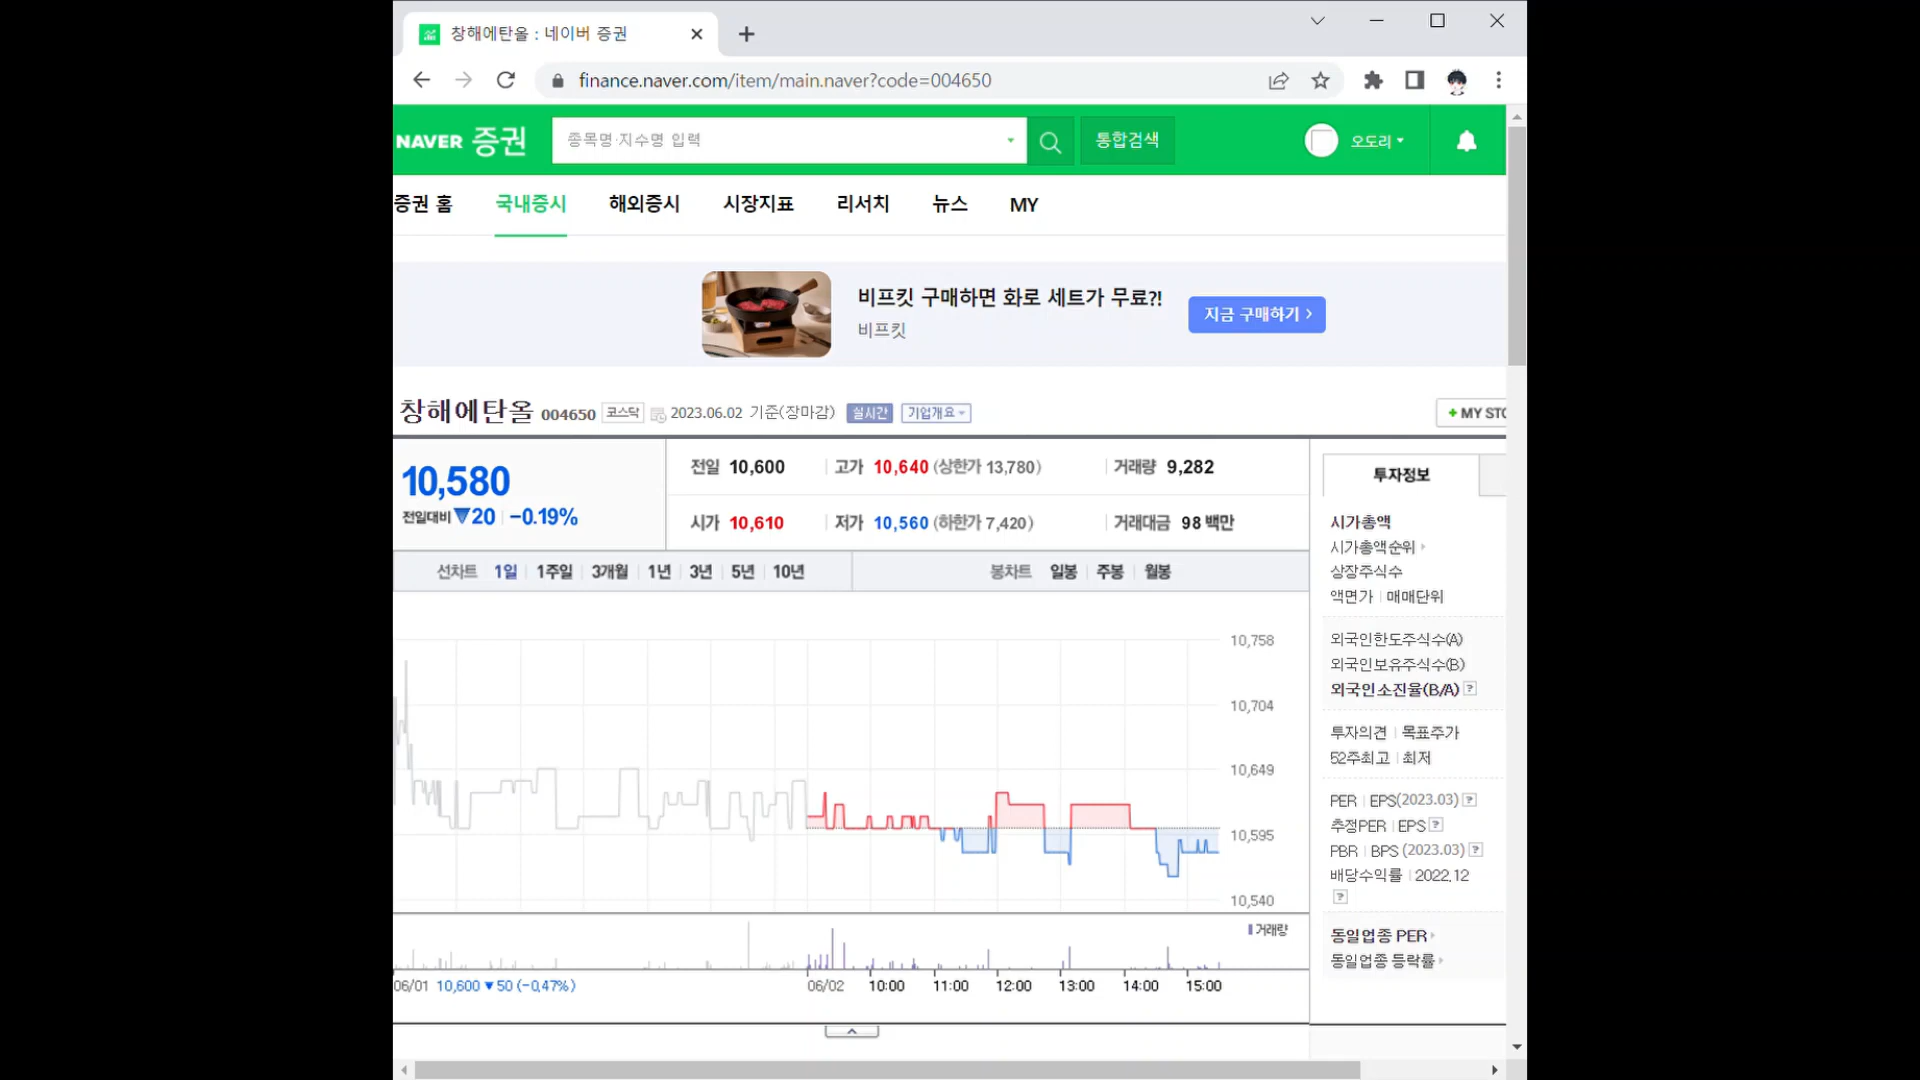 창해에탄올 : 네이버 증권
finance.naver.com/item/main.naver?code=004650
NAVER 증권
종목명·지수명 입력
통합검색
오도리
증권 홈 국내증시 해외증시 시장지표 리서치 뉴스 MY
비프킷 구매하면 화로 세트가 무료?!
비프킷
지금 구매하기 >
창해에탄올 004650 코스닥 2023.06.02 기준(장마감) 실시간 기업개요
+ MY STO
10,580
전일대비 ▼20 -0.19%
전일 10,600 고가 10,640 (상한가 13,780) 거래량 9,282
시가 10,610 저가 10,560 (하한가 7,420) 거래대금 98 백만
선차트 1일 1주일 3개월 1년 3년 5년 10년
봉차트 일봉 주봉 월봉
10,758
10,704
10,649
10,595
10,540
거래량
06/01 10,600 ▼50 (-0.47%)
06/02 10:00 11:00 12:00 13:00 14:00 15:00
투자정보
시가총액
시가총액순위
상장주식수
액면가 매매단위
외국인한도주식수(A)
외국인보유주식수(B)
외국인소진율(B/A) ?
투자의견 목표주가
52주최고 최저
PER EPS(2023.03) ?
추정PER EPS ?
PBR BPS (2023.03) ?
배당수익률 2022.12
?
동일업종 PER
동일업종 등락률